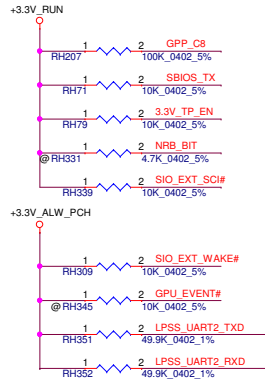 +3.3V_RUN
1 2 GPP_C8
RH207 100K_0402_5%
1 2 SBIOS_TX
RH71 10K_0402_5%
1 2 3.3V_TP_EN
RH79 10K_0402_5%
1 2 NRB_BIT
@RH331 4.7K_0402_5%
1 2 SIO_EXT_SCI#
RH339 10K_0402_5%
+3.3V_ALW_PCH
1 2 SIO_EXT_WAKE#
RH309 10K_0402_5%
1 2 GPU_EVENT#
@RH345 10K_0402_5%
1 2 LPSS_UART2_TXD
RH351 49.9K_0402_1%
1 2 LPSS_UART2_RXD
RH352 49.9K_0402_1%